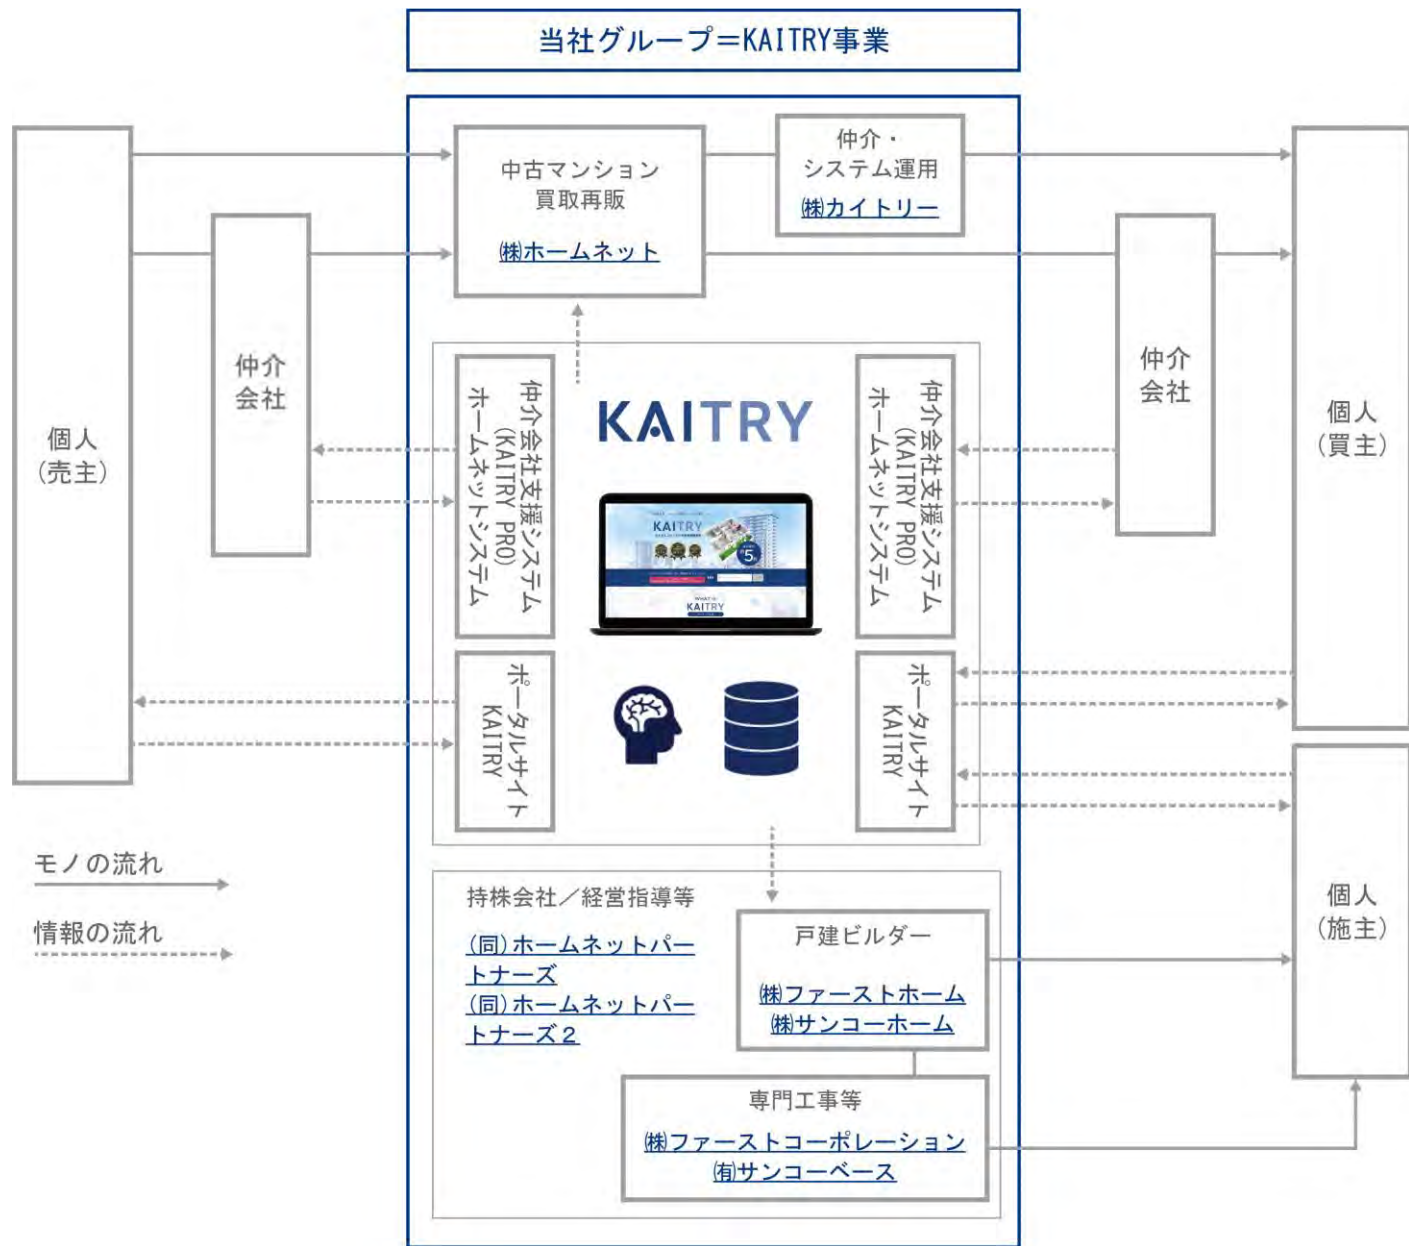 当社グループ=KAITRY事業
中古マンション
買取再販
㈱ホームネット
仲介・
システム運用
㈱カイトリー
個人
(売主)
仲介
会社
仲介会社支援システム
(KAITRY PRO)
ホームネットシステム
KAITRY
KAITRY
5
KAITRY
仲介会社支援システム
(KAITRY PRO)
ホームネットシステム
仲介
会社
個人
(買主)
ポータルサイト
KAITRY
ポータルサイト
KAITRY
モノの流れ
情報の流れ
持株会社/経営指導等
(同)ホームネットパー
トナーズ
(同)ホームネットパー
トナーズ2
戸建ビルダー
㈱ファーストホーム
㈱サンコーホーム
専門工事等
㈱ファーストコーポレーション
㈲サンコーベース
個人
(施主)